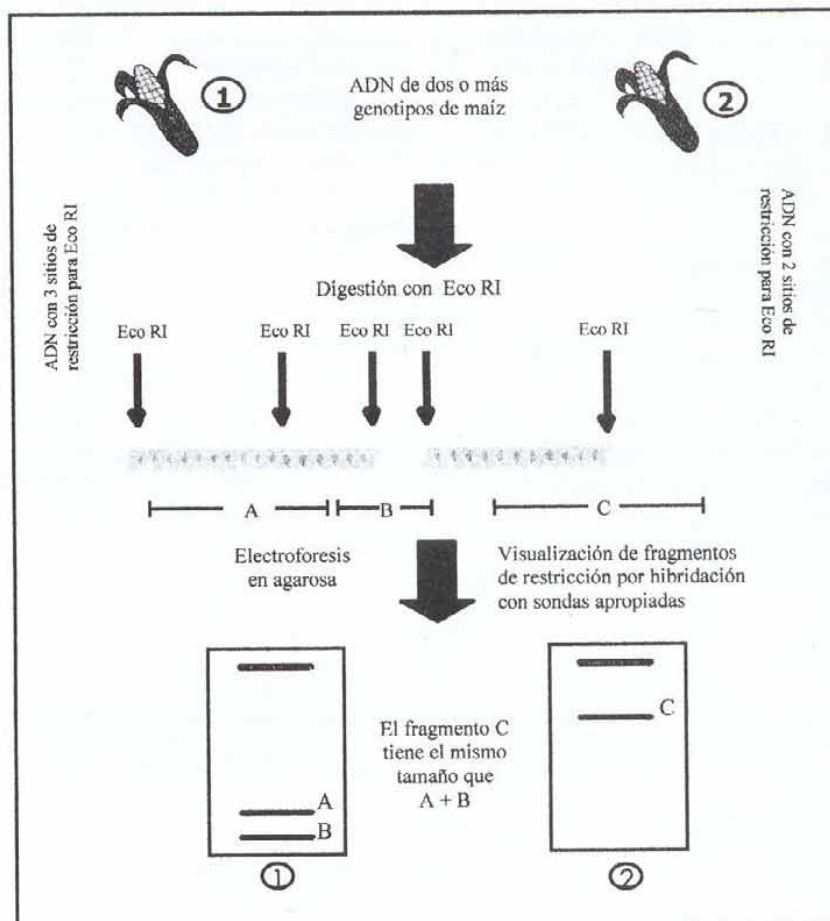 1
ADN de dos o más
genotipos de maíz
2
ADN con 3 sitios de
restricción para Eco RI
ADN con 2 sitios de
restricción para Eco RI
Digestión con Eco RI
Eco RI
Eco RI
Eco RI
Eco RI
Eco RI
A
B
C
Electroforesis
en agarosa
Visualización de fragmentos
de restricción por hibridación
con sondas apropiadas
C
El fragmento C
tiene el mismo
tamaño que
A + B
A
B
1
2